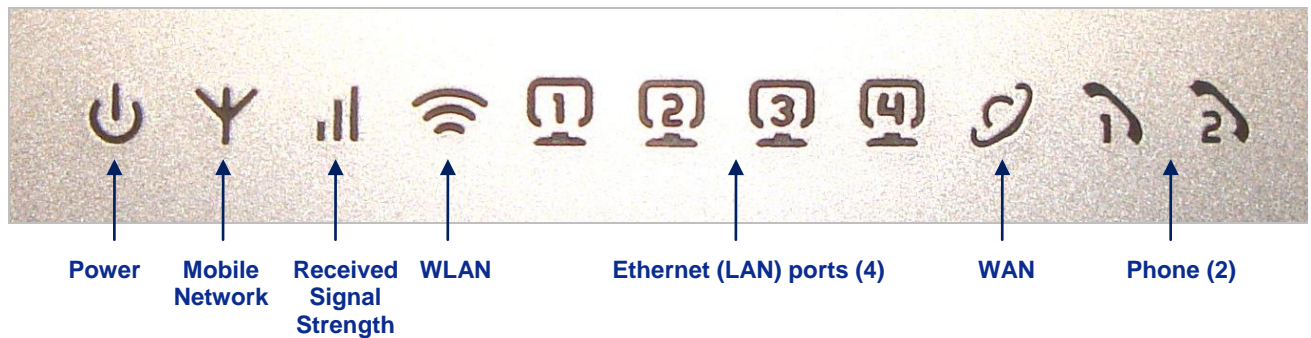 1 2 3 4 1 2
Power Mobile Network Received Signal Strength WLAN Ethernet (LAN) ports (4) WAN Phone (2)